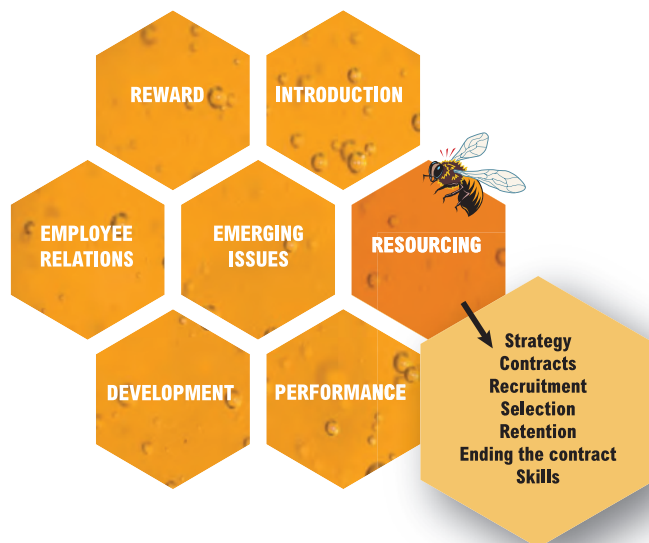 REWARD
INTRODUCTION
EMPLOYEE
RELATIONS
EMERGING
ISSUES
RESOURCING
DEVELOPMENT
PERFORMANCE
Strategy
Contracts
Recruitment
Selection
Retention
Ending the contract
Skills